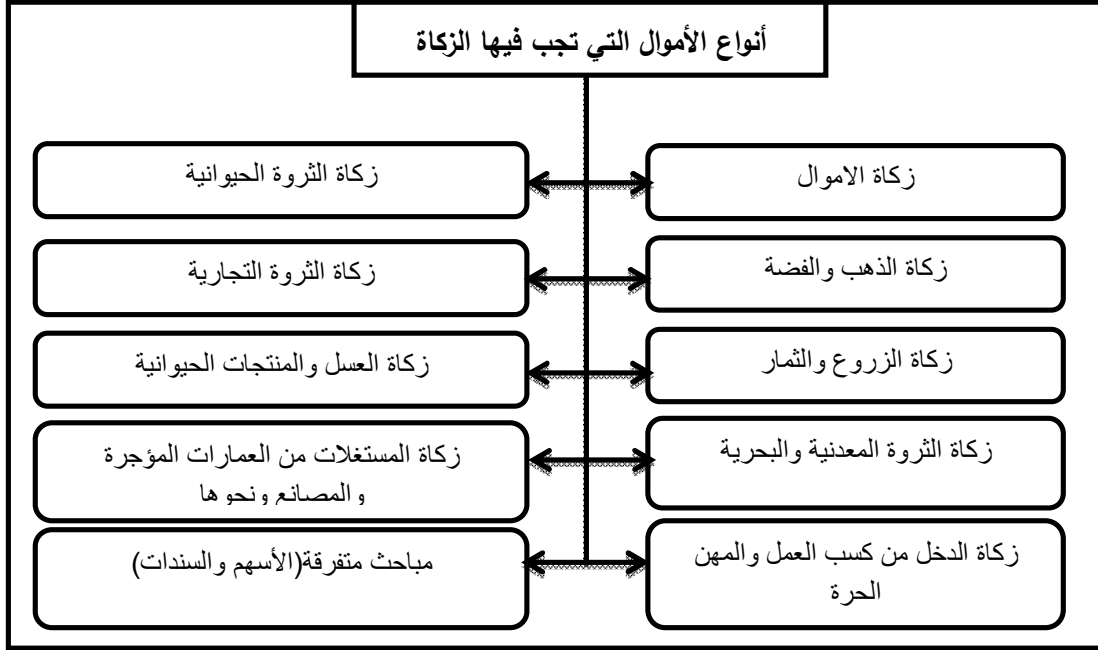 أنواع الأموال التي تجب فيها الزكاة
زكاة الاموال
زكاة الثروة الحيوانية
زكاة الذهب والفضة
زكاة الثروة التجارية
زكاة الزروع والثمار
زكاة العسل والمنتجات الحيوانية
زكاة الثروة المعدنية والبحرية
زكاة المستغلات من العمارات المؤجرة
والمصانع ونحوها
زكاة الدخل من كسب العمل والمهن
الحرة
مباحث متفرقة(الأسهم والسندات)